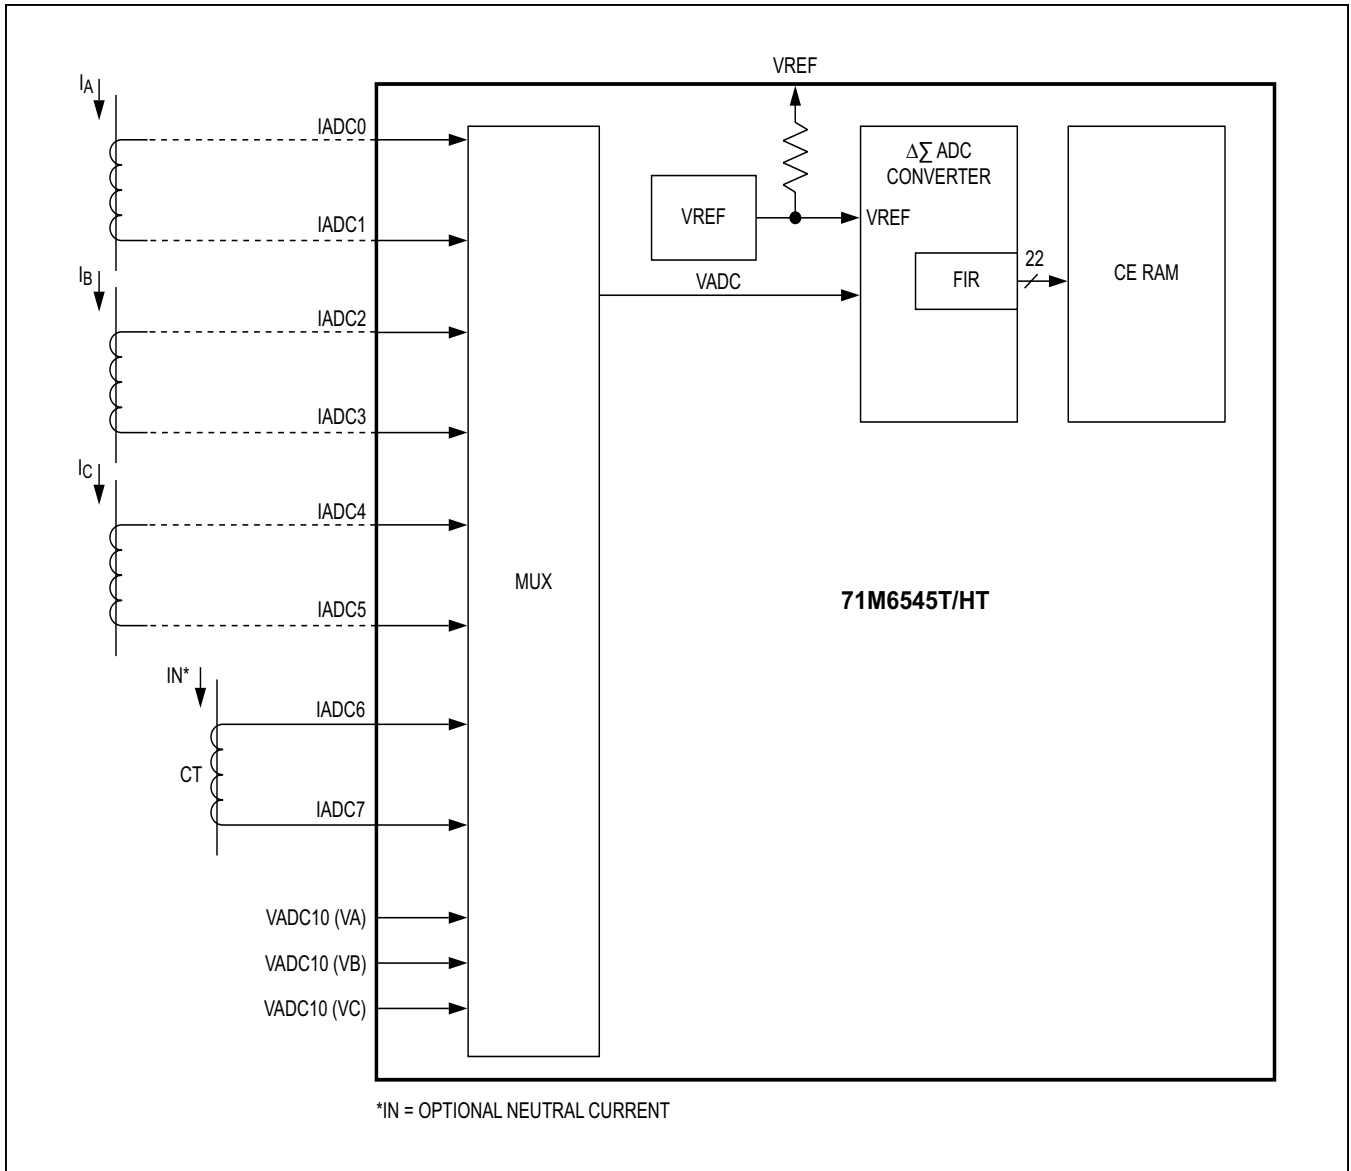 VREF
IA
IADC0
Δ∑ ADC
CONVERTER
VREF
VREF
IADC1
22
FIR
CE RAM
IB
VADC
IADC2
IADC3
IC
IADC4
MUX
71M6545T/HT
IADC5
IN*
IADC6
CT
IADC7
VADC10 (VA)
VADC10 (VB)
VADC10 (VC)
*IN = OPTIONAL NEUTRAL CURRENT